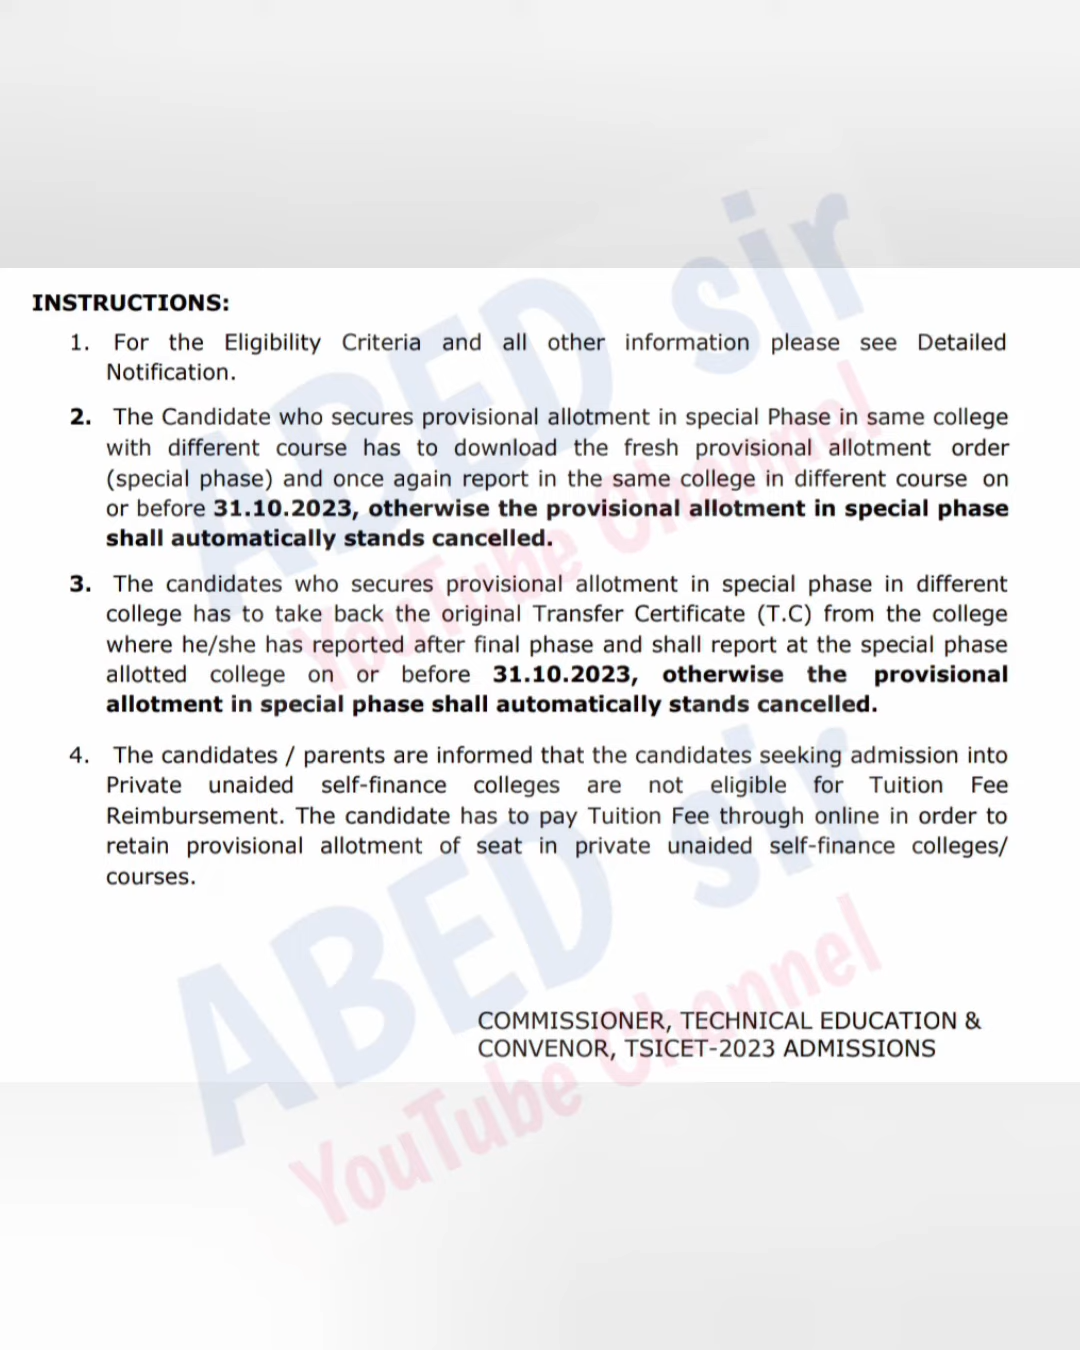 INSTRUCTIONS:
1. For the Eligibility Criteria and all other information please see Detailed
Notification.
2. The Candidate who secures provisional allotment in special Phase in same college
with different course has to download the fresh provisional allotment order
(special phase) and once again report in the same college in different course on
or before 31.10.2023, otherwise the provisional allotment in special phase
shall automatically stands cancelled.
3. The candidates who secures provisional allotment in special phase in different
college has to take back the original Transfer Certificate (T.C) from the college
where he/she has reported after final phase and shall report at the special phase
allotted college on or before 31.10.2023, otherwise the provisional
allotment in special phase shall automatically stands cancelled.
4. The candidates / parents are informed that the candidates seeking admission into
Private unaided self-finance colleges are not eligible for Tuition Fee
Reimbursement. The candidate has to pay Tuition Fee through online in order to
retain provisional allotment of seat in private unaided self-finance colleges/
courses.
COMMISSIONER, TECHNICAL EDUCATION &
CONVENOR, TSICET-2023 ADMISSIONS
ABED sir
YouTube Channel
ABED sir
YouTube Channel